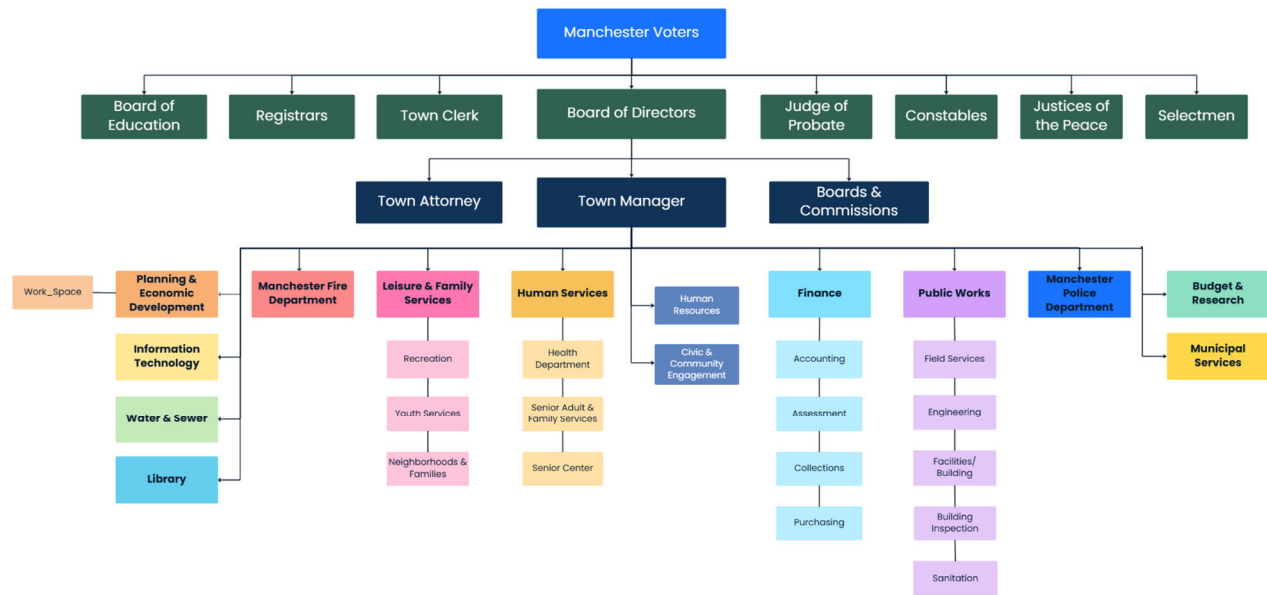 Manchester Voters
Board of
Education
Registrars
Town Clerk
Board of Directors
Judge of
Probate
Constables
Justices of
the Peace
Selectmen
Town Attorney
Town Manager
Boards &
Commissions
Work_Space
Planning &
Economic
Development
Manchester Fire
Department
Leisure & Family
Services
Human Services
Human
Resources
Finance
Public Works
Manchester
Police
Department
Budget &
Research
Information
Technology
Recreation
Health
Department
Civic &
Community
Engagement
Accounting
Field Services
Municipal
Services
Water & Sewer
Youth Services
Senior Adult &
Family Services
Assessment
Engineering
Library
Neighborhoods &
Families
Senior Center
Collections
Facilities/
Building
Purchasing
Building
Inspection
Sanitation